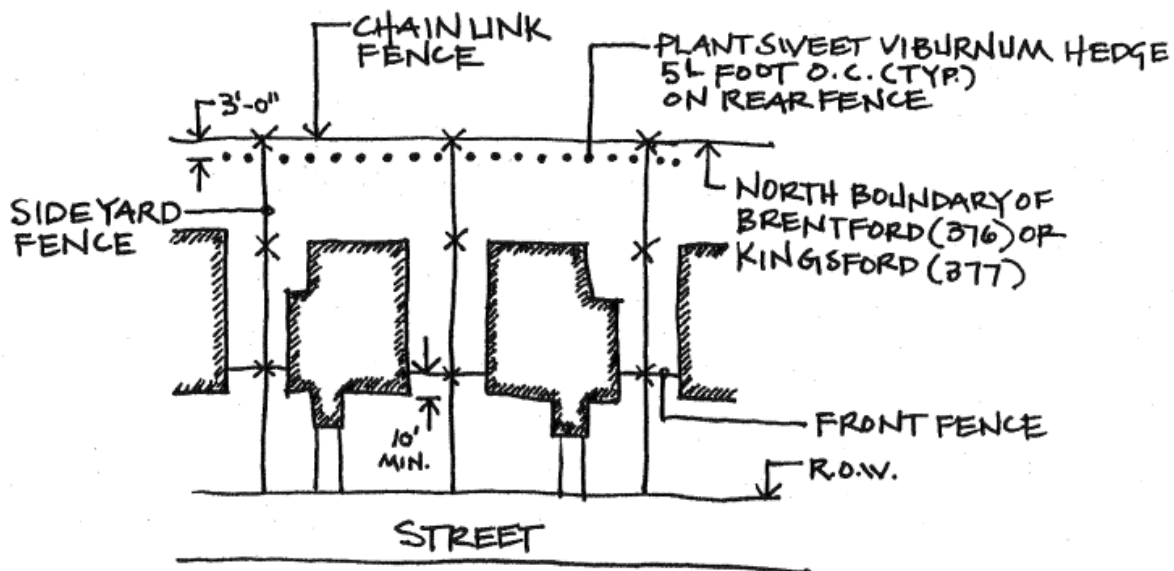 CHAIN LINK
FENCE
PLANT SWEET VIBURNUM HEDGE
5' FOOT O.C. (TYP.)
ON REAR FENCE
3'-0"
SIDEYARD
FENCE
NORTH BOUNDARY OF
BRENTFORD (376) OR
KINGSFORD (377)
10'
MIN.
FRONT FENCE
R.O.W.
STREET